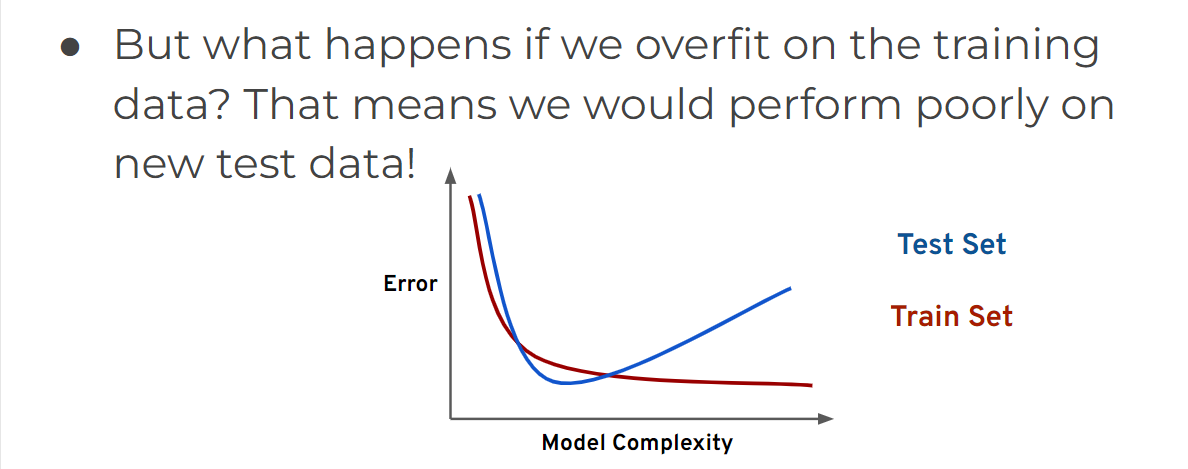 ● But what happens if we overfit on the training
data? That means we would perform poorly on
new test data!
Test Set
Error
Train Set
Model Complexity